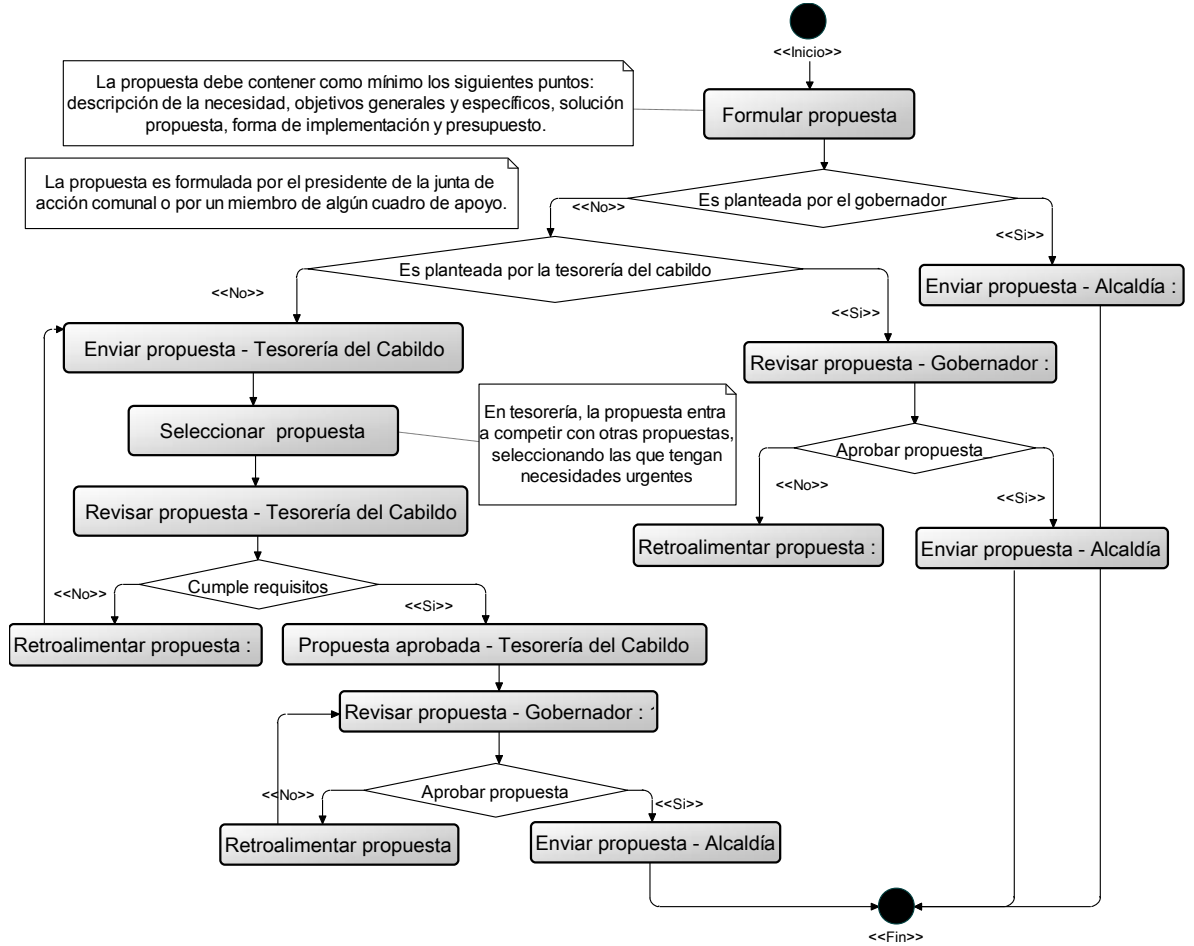 <<Inicio>>
La propuesta debe contener como mínimo los siguientes puntos:
descripción de la necesidad, objetivos generales y específicos, solución
propuesta, forma de implementación y presupuesto.
Formular propuesta
La propuesta es formulada por el presidente de la junta de
acción comunal o por un miembro de algún cuadro de apoyo.
Es planteada por el gobernador
<<No>>
<<Si>>
Es planteada por la tesorería del cabildo
<<No>>
<<Si>>
Enviar propuesta - Alcaldía :
Enviar propuesta - Tesorería del Cabildo
Revisar propuesta - Gobernador :
Seleccionar propuesta
En tesorería, la propuesta entra
a competir con otras propuestas,
seleccionando las que tengan
necesidades urgentes
Aprobar propuesta
<<No>>
<<Si>>
Revisar propuesta - Tesorería del Cabildo
Retroalimentar propuesta :
Enviar propuesta - Alcaldía
Cumple requisitos
<<No>>
<<Si>>
Retroalimentar propuesta :
Propuesta aprobada - Tesorería del Cabildo
Revisar propuesta - Gobernador :
Aprobar propuesta
<<No>>
<<Si>>
Retroalimentar propuesta
Enviar propuesta - Alcaldía
<<Fin>>